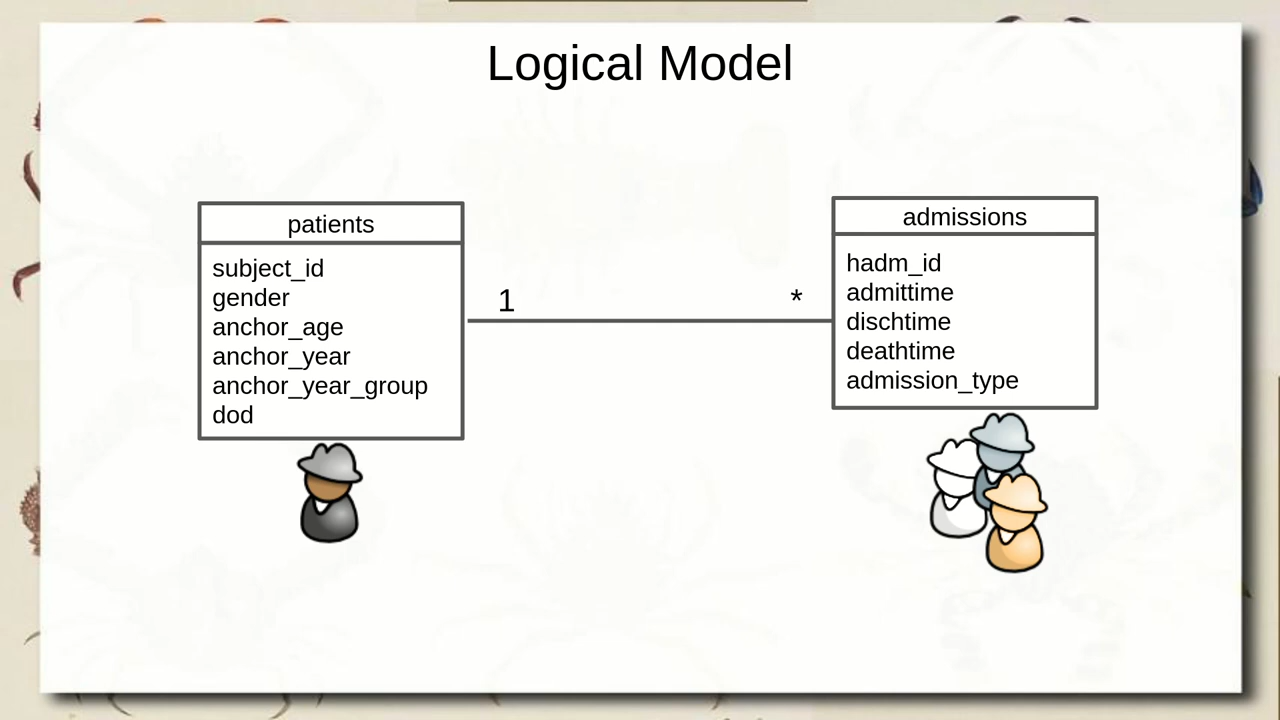 Logical Model
patients
subject_id
gender
anchor_age
anchor_year
anchor_year_group
dod
1
*
admissions
hadm_id
admittime
dischtime
deathtime
admission_type